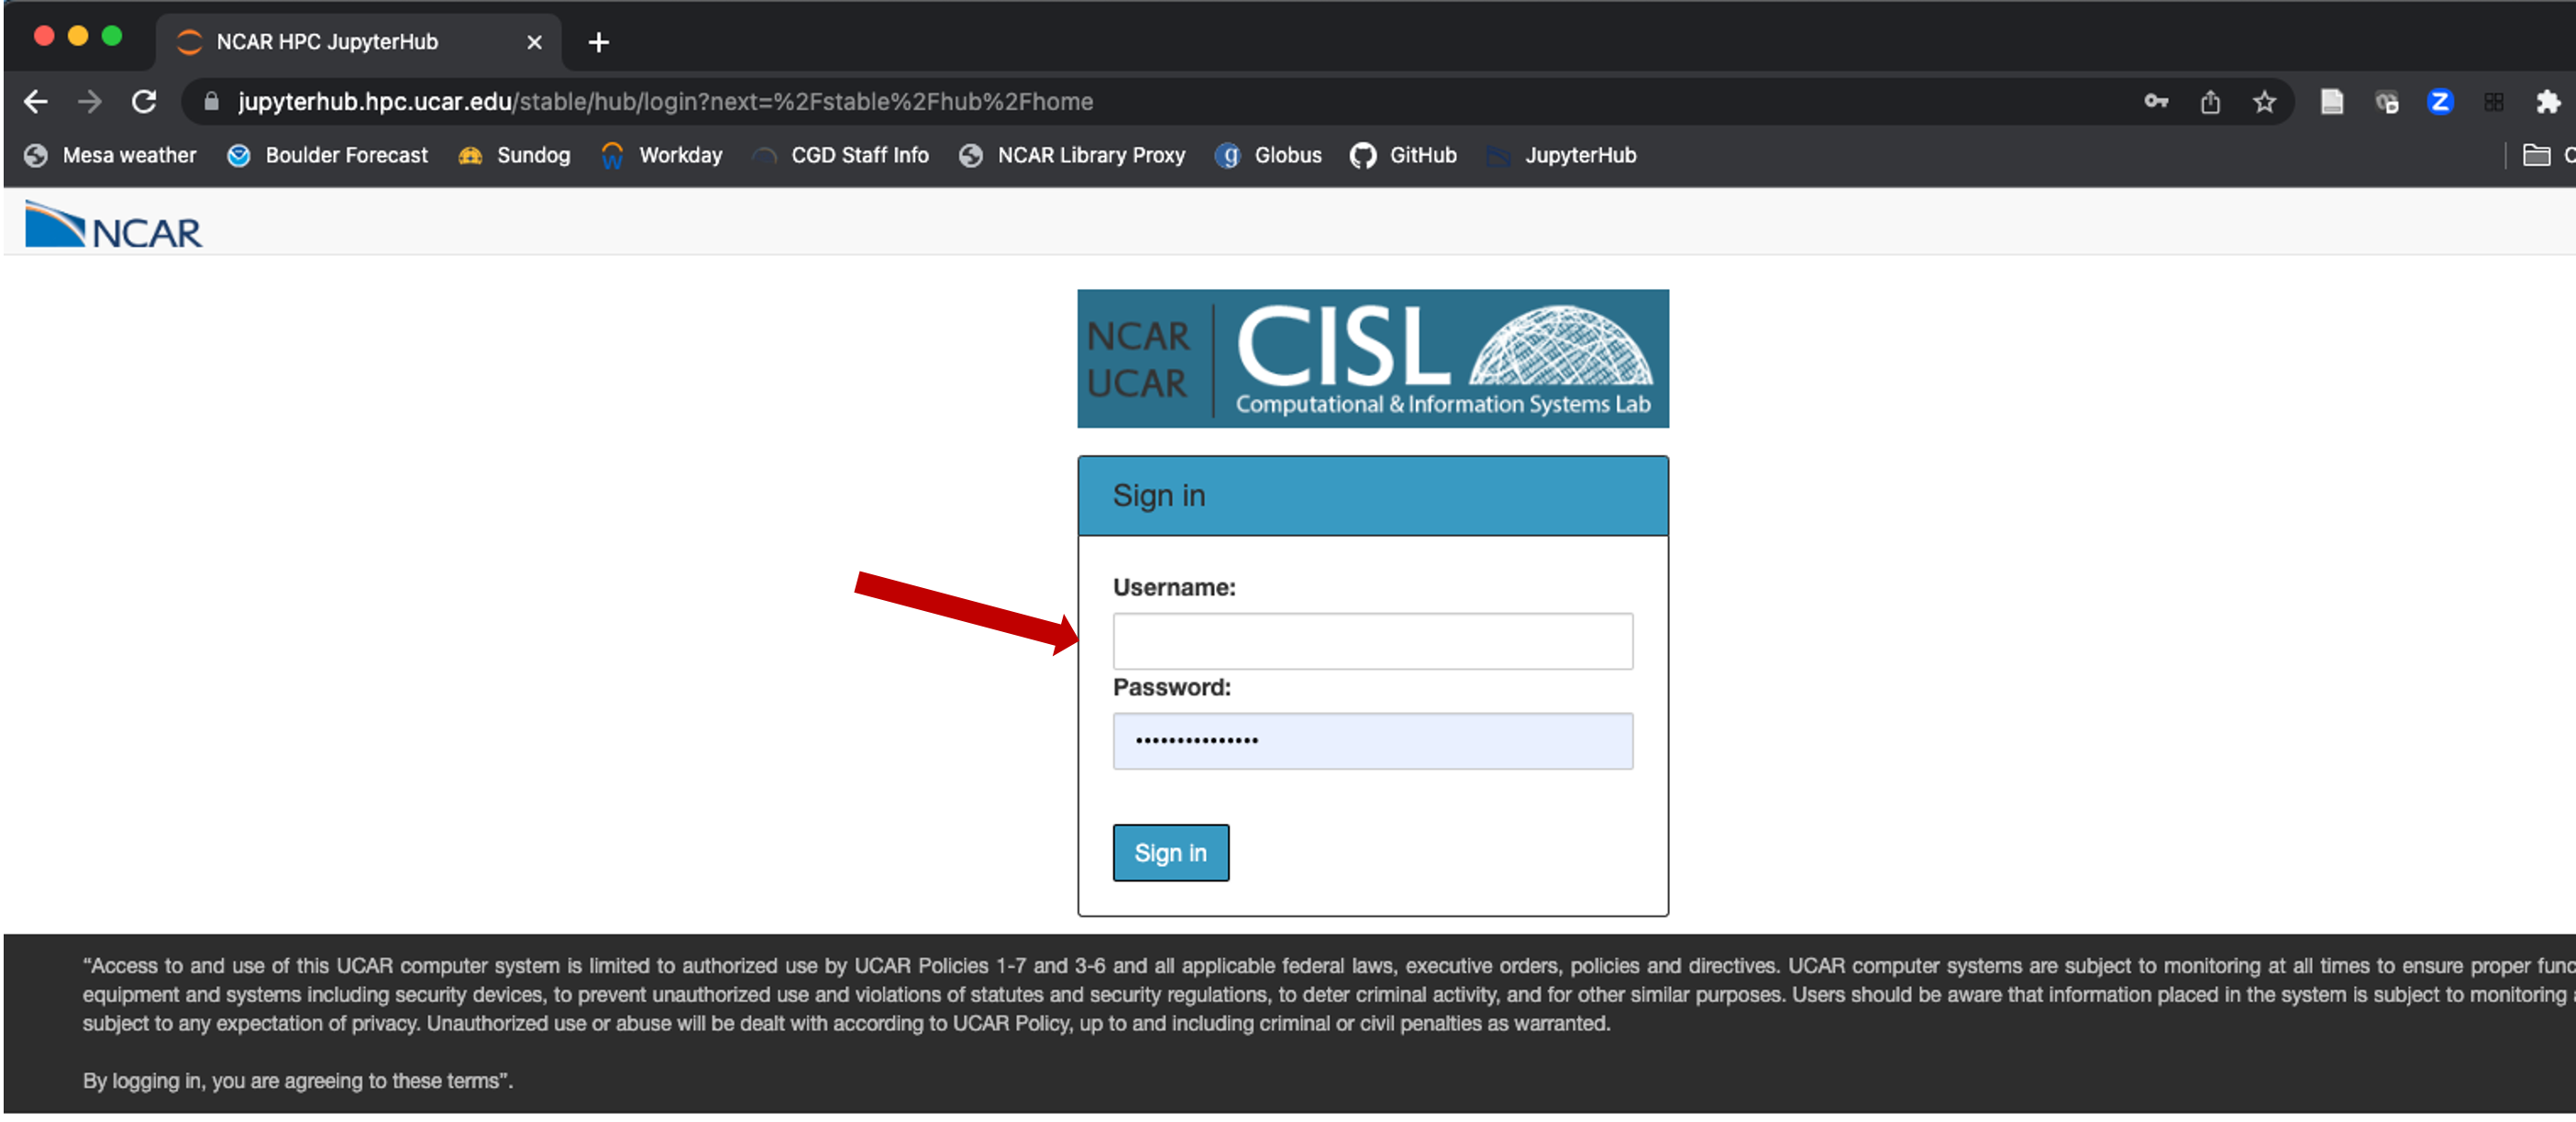 NCAR HPC JupyterHub
jupyterhub.hpc.ucar.edu/stable/hub/login?next=%2Fstable%2Fhub%2Fhome
Mesa weather Boulder Forecast Sundog Workday CGD Staff Info NCAR Library Proxy Globus GitHub JupyterHub
NCAR
NCAR
UCAR
CISL
Computational & Information Systems Lab
Sign in
Username:
Password:
•••••••••••••••
Sign in
“Access to and use of this UCAR computer system is limited to authorized use by UCAR Policies 1-7 and 3-6 and all applicable federal laws, executive orders, policies and directives. UCAR computer systems are subject to monitoring at all times to ensure proper func
equipment and systems including security devices, to prevent unauthorized use and violations of statutes and security regulations, to deter criminal activity, and for other similar purposes. Users should be aware that information placed in the system is subject to monitoring
subject to any expectation of privacy. Unauthorized use or abuse will be dealt with according to UCAR Policy, up to and including criminal or civil penalties as warranted.
By logging in, you are agreeing to these terms”.